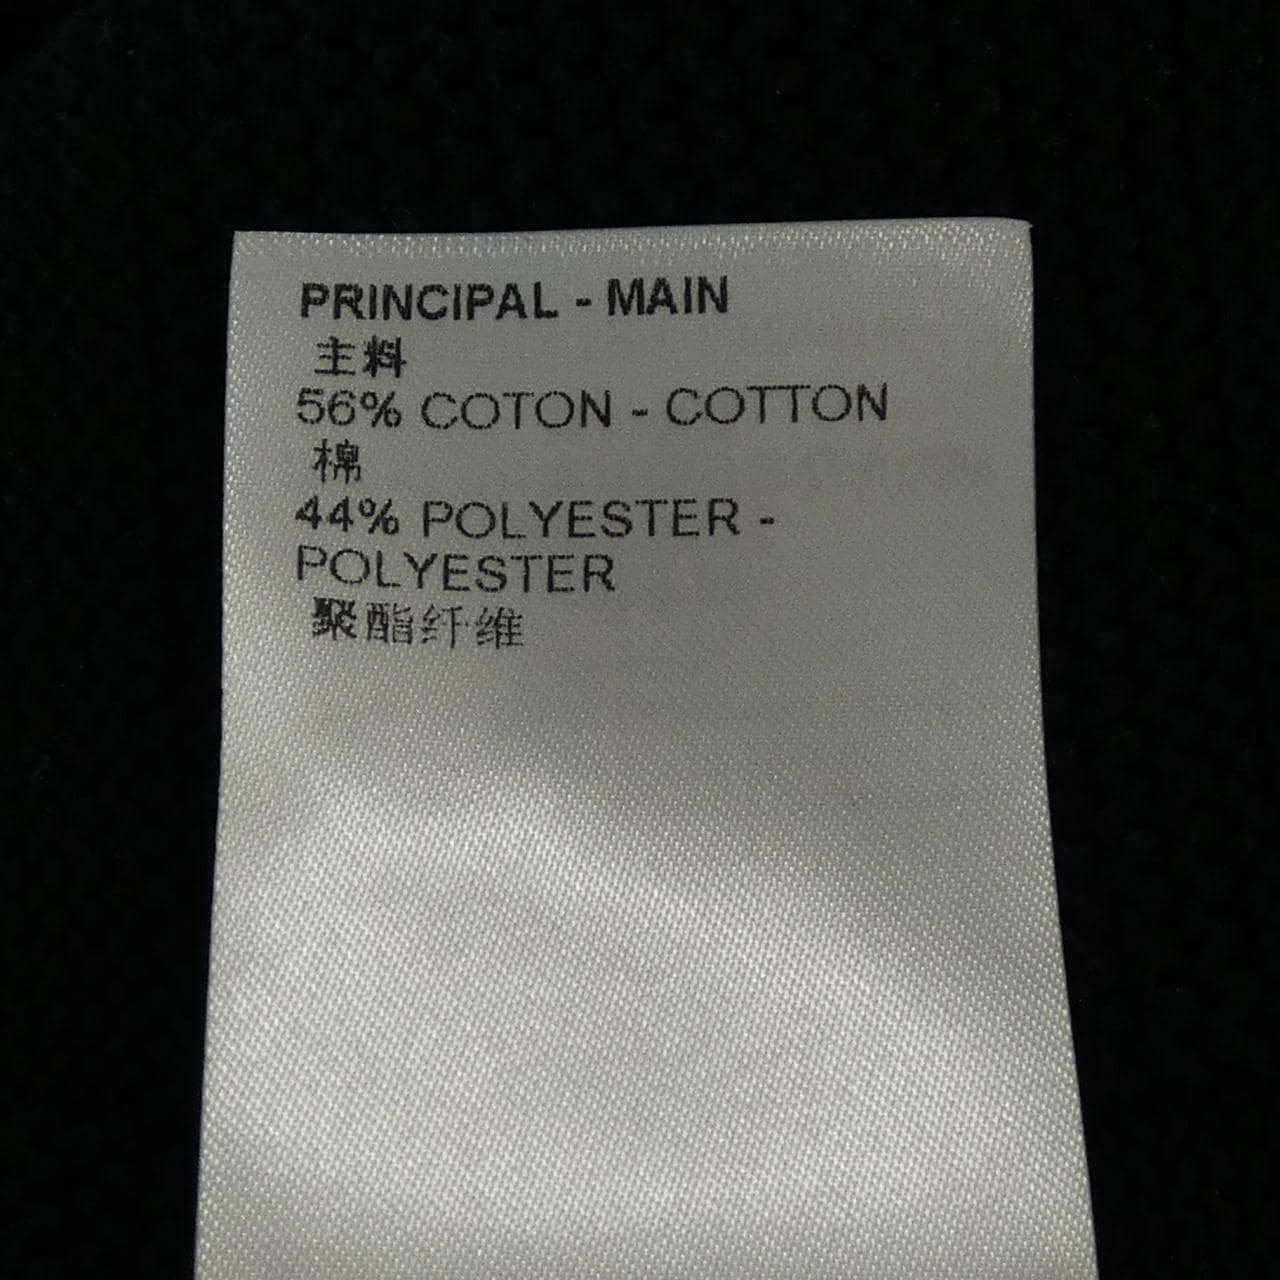 PRINCIPAL - MAIN
主料
56% COTON - COTTON
棉
44% POLYESTER -
POLYESTER
聚酯纤维